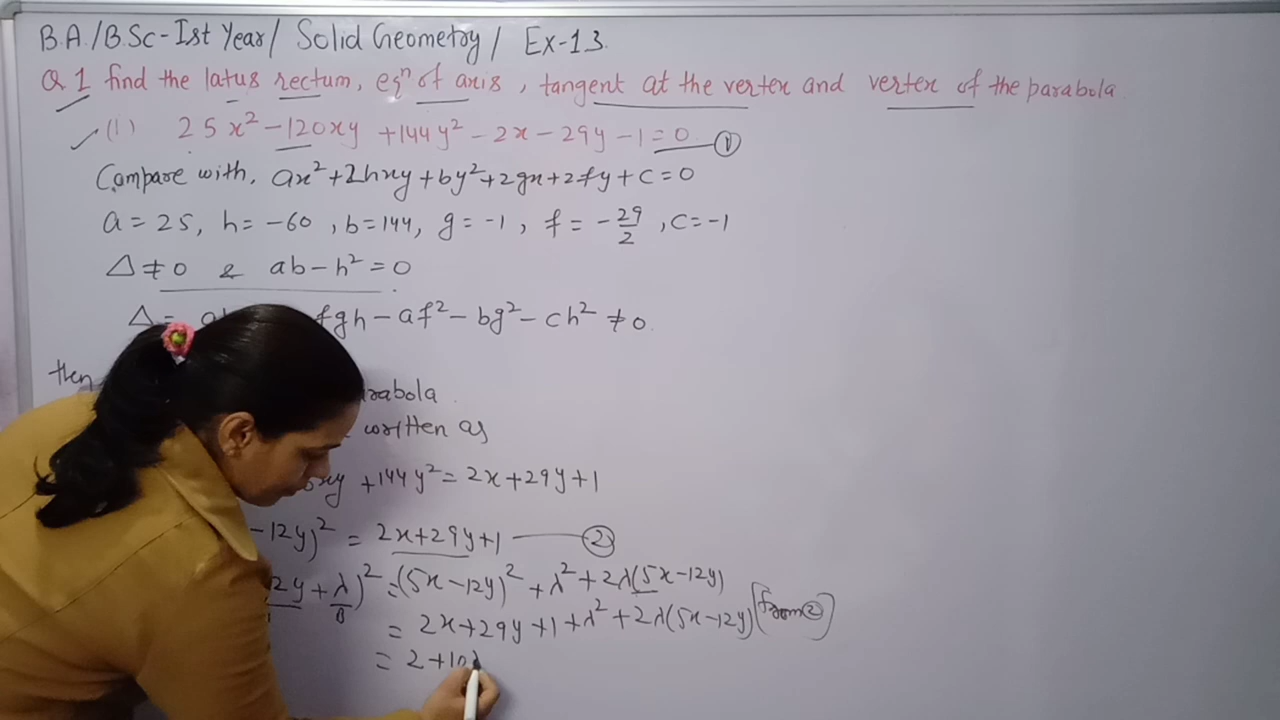 B.A./B.Sc-Ist Year/ Solid Geometry/ Ex-13.
Q 1 find the latus rectum, eqn of axis, tangent at the vertex and vertex of the parabola
(1) 25x² - 120xy + 144y² - 2x - 29y - 1 = 0 ①
Compare with, ax² + 2hxy + by² + 2gx + 2fy + c = 0
a = 25, h = -60, b = 144, g = -1, f = -29/2, c = -1
Δ ≠ 0 & ab - h² = 0
Δ = fgh - af² - bg² - ch² ≠ 0.
then parabola.
written as
xy + 144y² = 2x + 29y + 1
- 12y)² = 2x + 29y + 1 ②
2y + λ)² = (5x - 12y)² + λ² + 2λ(5x - 12y)
= 2x + 29y + 1 + λ² + 2λ(5x - 12y) (from ②)
= 2 + 10λ